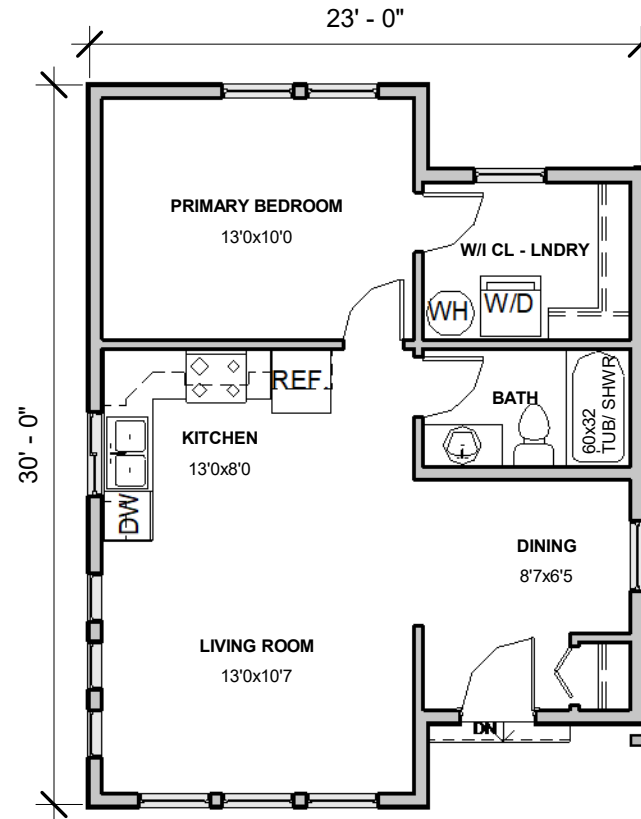 23' - 0"
30' - 0"
PRIMARY BEDROOM
13'0x10'0
W/I CL - LNDRY
WH
W/D
REF.
BATH
60x32
TUB/ SHWR
KITCHEN
13'0x8'0
DW
DINING
8'7x6'5
LIVING ROOM
13'0x10'7
DN